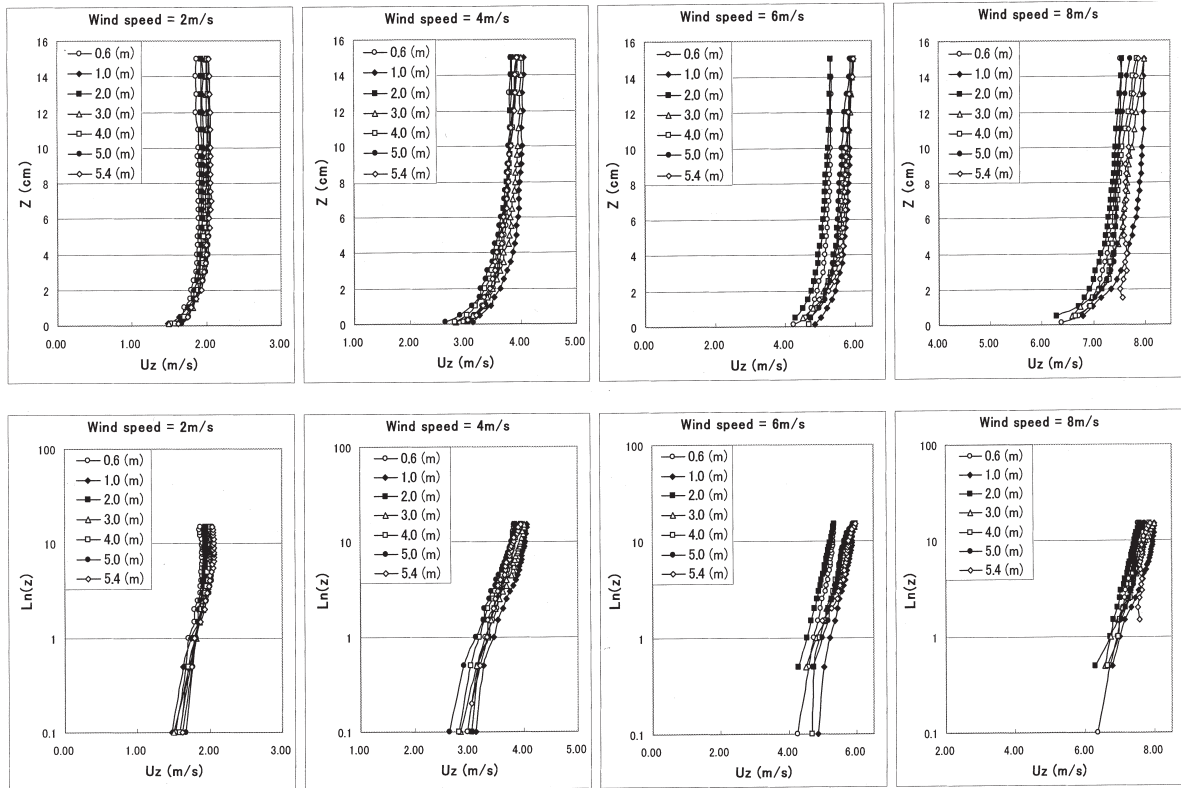 Wind speed = 2m/s
16
14
12
10
8
6
4
2
0
Z (cm)
0.6 (m)
1.0 (m)
2.0 (m)
3.0 (m)
4.0 (m)
5.0 (m)
5.4 (m)
0.00 1.00 2.00 3.00
Uz (m/s)
Wind speed = 4m/s
16
14
12
10
8
6
4
2
0
Z (cm)
0.6 (m)
1.0 (m)
2.0 (m)
3.0 (m)
4.0 (m)
5.0 (m)
5.4 (m)
1.00 2.00 3.00 4.00 5.00
Uz (m/s)
Wind speed = 6m/s
16
14
12
10
8
6
4
2
0
Z (cm)
0.6 (m)
1.0 (m)
2.0 (m)
3.0 (m)
4.0 (m)
5.0 (m)
5.4 (m)
0.00 2.00 4.00 6.00
Uz (m/s)
Wind speed = 8m/s
16
14
12
10
8
6
4
2
0
Z (cm)
0.6 (m)
1.0 (m)
2.0 (m)
3.0 (m)
4.0 (m)
5.0 (m)
5.4 (m)
4.00 5.00 6.00 7.00 8.00
Uz (m/s)
Wind speed = 2m/s
100
10
1
0.1
Ln(z)
0.6 (m)
1.0 (m)
2.0 (m)
3.0 (m)
4.0 (m)
5.0 (m)
5.4 (m)
0.00 1.00 2.00 3.00
Uz (m/s)
Wind speed = 4m/s
100
10
1
0.1
Ln(z)
0.6 (m)
1.0 (m)
2.0 (m)
3.0 (m)
4.0 (m)
5.0 (m)
5.4 (m)
1.00 2.00 3.00 4.00 5.00
Uz (m/s)
Wind speed = 6m/s
100
10
1
0.1
Ln(z)
0.6 (m)
1.0 (m)
2.0 (m)
3.0 (m)
4.0 (m)
5.0 (m)
5.4 (m)
0.00 2.00 4.00 6.00
Uz (m/s)
Wind speed = 8m/s
100
10
1
0.1
Ln(z)
0.6 (m)
1.0 (m)
2.0 (m)
3.0 (m)
4.0 (m)
5.0 (m)
5.4 (m)
2.00 4.00 6.00 8.00
Uz (m/s)